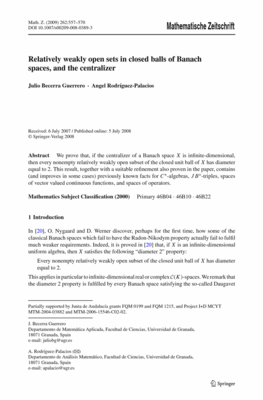 Math. Z. (2009) 262:557–570
DOI 10.1007/s00209-008-0389-3
Mathematische Zeitschrift
Relatively weakly open sets in closed balls of Banach
spaces, and the centralizer
Julio Becerra Guerrero · Angel Rodríguez-Palacios
Received: 6 July 2007 / Published online: 5 July 2008
© Springer-Verlag 2008
Abstract We prove that, if the centralizer of a Banach space X is infinite-dimensional,
then every nonempty relatively weakly open subset of the closed unit ball of X has diameter
equal to 2. This result, together with a suitable refinement also proven in the paper, contains
(and improves in some cases) previously known facts for C*-algebras, JB*-triples, spaces
of vector valued continuous functions, and spaces of operators.
Mathematics Subject Classification (2000) Primary 46B04 · 46B10 · 46B22
1 Introduction
In [20], O. Nygaard and D. Werner discover, perhaps for the first time, how some of the
classical Banach spaces which fail to have the Radon-Nikodym property actually fail to fulfil
much weaker requirements. Indeed, it is proved in [20] that, if X is an infinite-dimensional
uniform algebra, then X satisfies the following “diameter 2” property:
Every nonempty relatively weakly open subset of the closed unit ball of X has diameter
equal to 2.
This applies in particular to infinite-dimensional real or complex C(K)-spaces. We remark that
the diameter 2 property is fulfilled by every Banach space satisfying the so-called Daugavet
Partially supported by Junta de Andalucía grants FQM 0199 and FQM 1215, and Project I+D MCYT
MTM-2004-03882 and MTM-2006-15546-C02-02.
J. Becerra Guerrero
Departamento de Matemática Aplicada, Facultad de Ciencias, Universidad de Granada,
18071 Granada, Spain
e-mail: juliobg@ugr.es
A. Rodríguez-Palacios (✉)
Departamento de Análisis Matemático, Facultad de Ciencias, Universidad de Granada,
18071 Granada, Spain
e-mail: apalacio@ugr.es
Springer